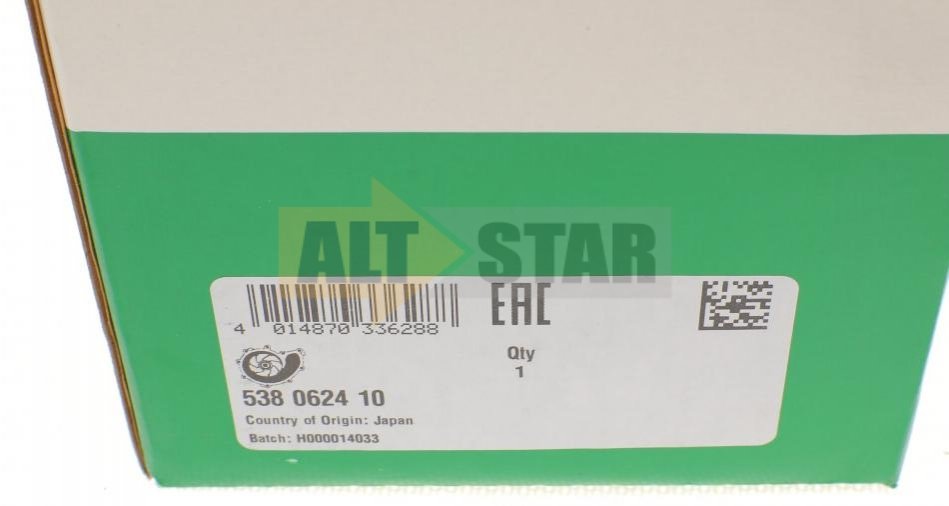 ALT STAR
4 014870 336288
EAC
Qty
1
538 0624 10
Country of Origin: Japan
Batch: H000014033